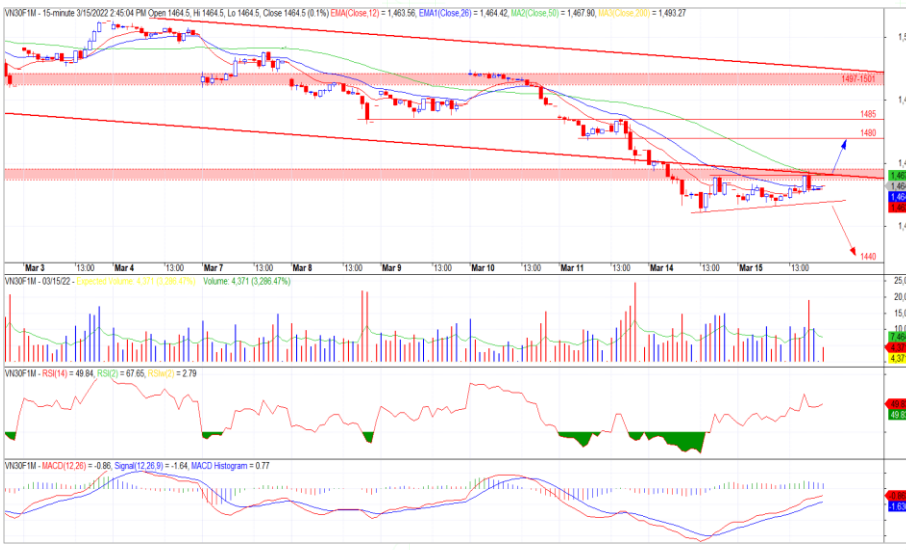 VN30F1M - 15-minute 3/15/2022 2:45:04 PM Open 1464.5, Hi 1464.5, Lo 1464.5, Close 1464.5 (0.1%) EMA(Close,12) = 1,463.56, EMA1(Close,26) = 1,464.42, MA2(Close,50) = 1,467.90, MA3(Close,200) = 1,493.27
1497-1501
1485
1480
1440
Mar 3 13:00 Mar 4 13:00 Mar 7 13:00 Mar 8 13:00 Mar 9 13:00 Mar 10 13:00 Mar 11 13:00 Mar 14 13:00 Mar 15 13:00
VN30F1M - 03/15/22 - Expected Volume: 4,371 (3,286.47%) Volume: 4,371 (3,286.47%)
VN30F1M - RSI(14) = 49.84, RSI(2) = 67.65, = 2.79
VN30F1M - MACD(12,26) = -0.86, Signal(12,26,9) = -1.64, MACD Histogram = 0.77